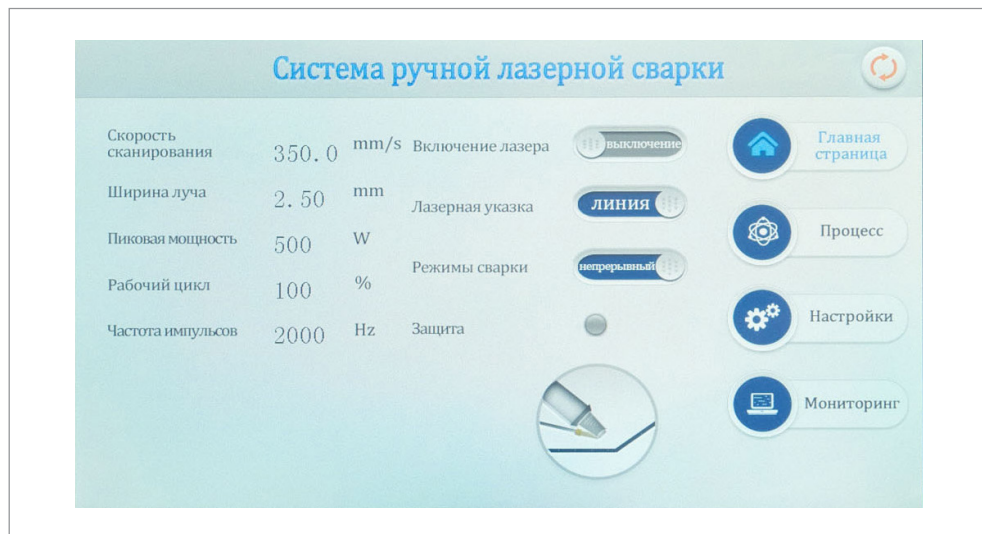 Система ручной лазерной сварки
Скорость
сканирования
350.0
mm/s
Ширина луча
2.50
mm
Пиковая мощность
500
W
Рабочий цикл
100
%
Частота импульсов
2000
Hz
Включение лазера
выключение
Лазерная указка
линия
Режимы сварки
непрерывный
Защита
Главная
страница
Процесс
Настройки
Мониторинг